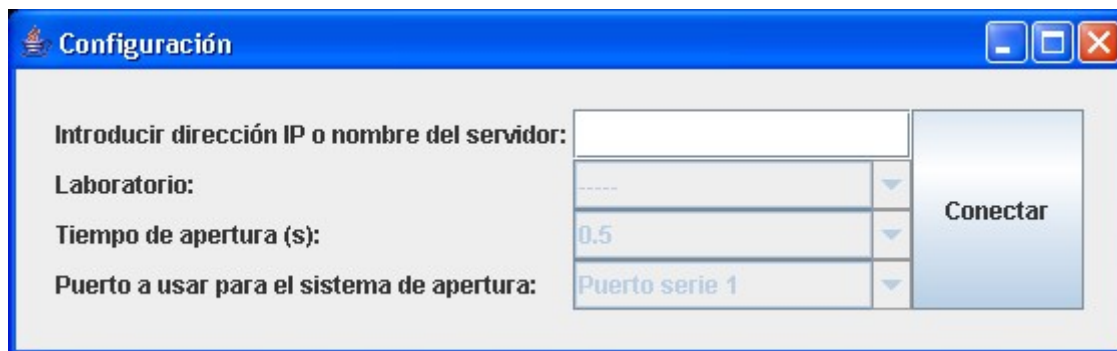 Configuración
Introducir dirección IP o nombre del servidor:
Laboratorio: -----
Tiempo de apertura (s): 0.5
Conectar
Puerto a usar para el sistema de apertura: Puerto serie 1